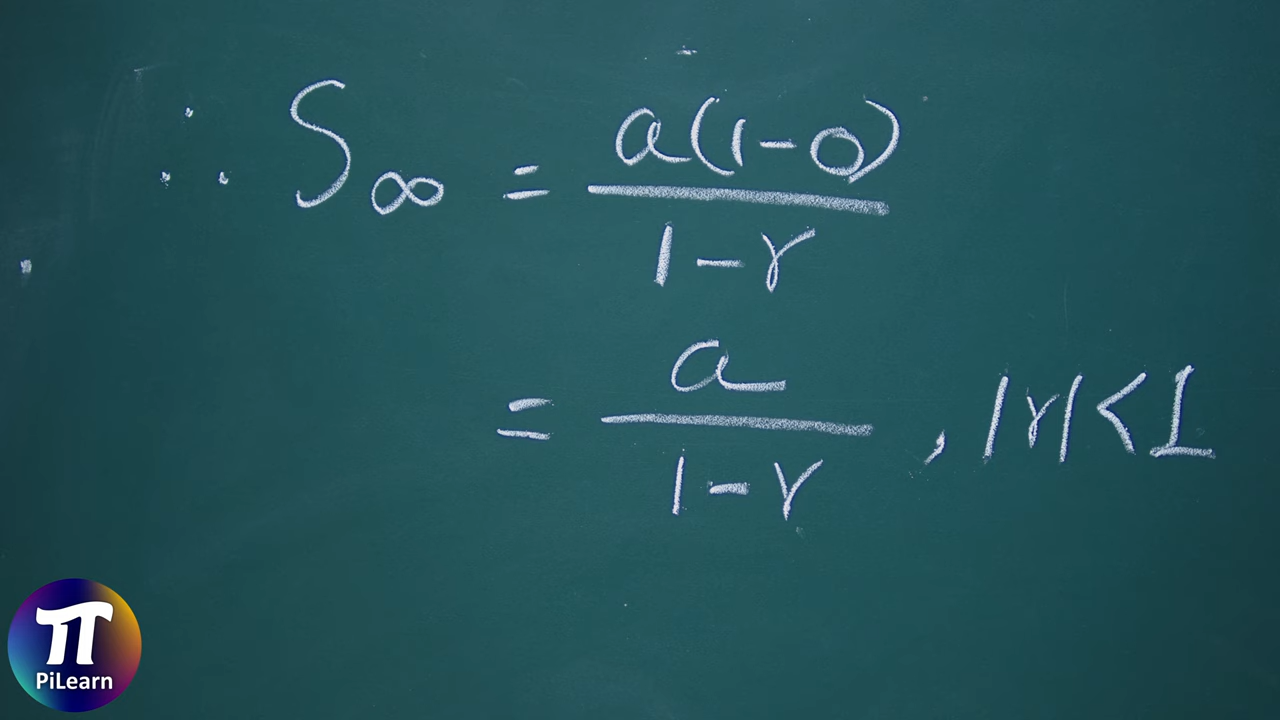 ∴ S∞ = a(1-0) / 1-r
= a / 1-r , |r|<1
π
PiLearn